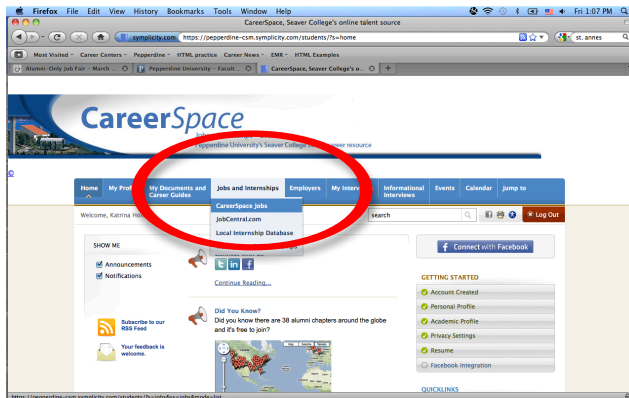 Firefox File Edit View History Bookmarks Tools Window Help Fri 1:07 PM
CareerSpace, Seaver College's online talent source
symplicity.com https://pepperdine-csm.symplicity.com/students/?s=home st. annes
Most Visited Career Centers Pepperdine HTML practice Career News EMR HTML Examples
Alumni-Only Job Fair – March ... Pepperdine University – Facult... CareerSpace, Seaver College's o...
CareerSpace
Pepperdine University's Seaver College career resource
Home My My Documents and Career Guides Jobs and Internships Employers My Informational Interviews Events Calendar Jump to
CareerSpace Jobs
JobCentral.com
Local Internship Database
Welcome, Katrina
search
Log Out
SHOW ME
Announcements
Notifications
Continue Reading...
Connect with Facebook
GETTING STARTED
Account Created
Personal Profile
Academic Profile
Privacy Settings
Resume
Facebook Integration
QUICKLINKS
Subscribe to our
RSS Feed
Your feedback is
welcome.
Did You Know?
Did you know there are 38 alumni chapters around the globe
and it's free to join?
https://pepperdine-csm.symplicity.com/students/?s=jobs&ss=jobs&mode=list